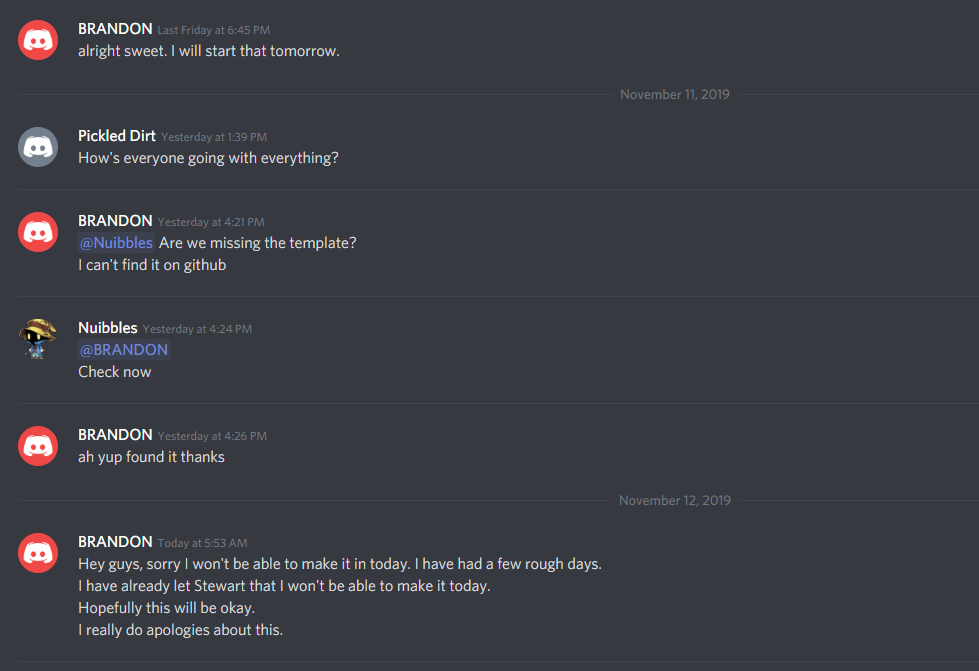 BRANDON Last Friday at 6:45 PM
alright sweet. I will start that tomorrow.
November 11, 2019
Pickled Dirt Yesterday at 1:39 PM
How's everyone going with everything?
BRANDON Yesterday at 4:21 PM
@Nuibbles Are we missing the template?
I can't find it on github
Nuibbles Yesterday at 4:24 PM
@BRANDON
Check now
BRANDON Yesterday at 4:26 PM
ah yup found it thanks
November 12, 2019
BRANDON Today at 5:53 AM
Hey guys, sorry I won't be able to make it in today. I have had a few rough days.
I have already let Stewart that I won't be able to make it today.
Hopefully this will be okay.
I really do apologies about this.